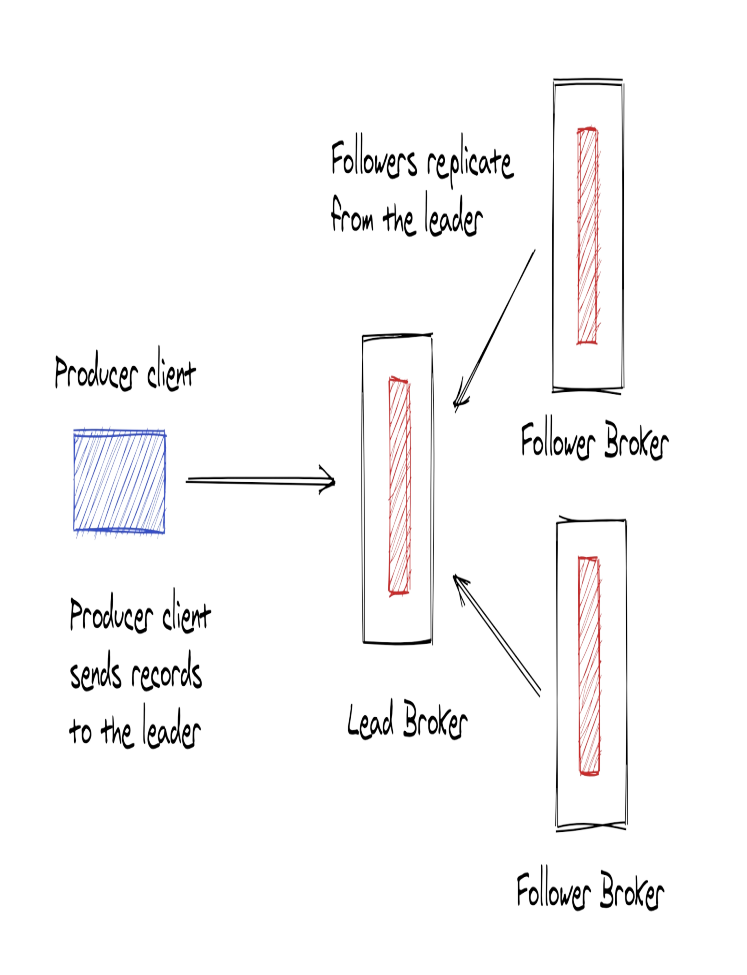 Followers replicate
from the leader
Producer client
Follower Broker
Producer client
sends records
to the leader
Lead Broker
Follower Broker